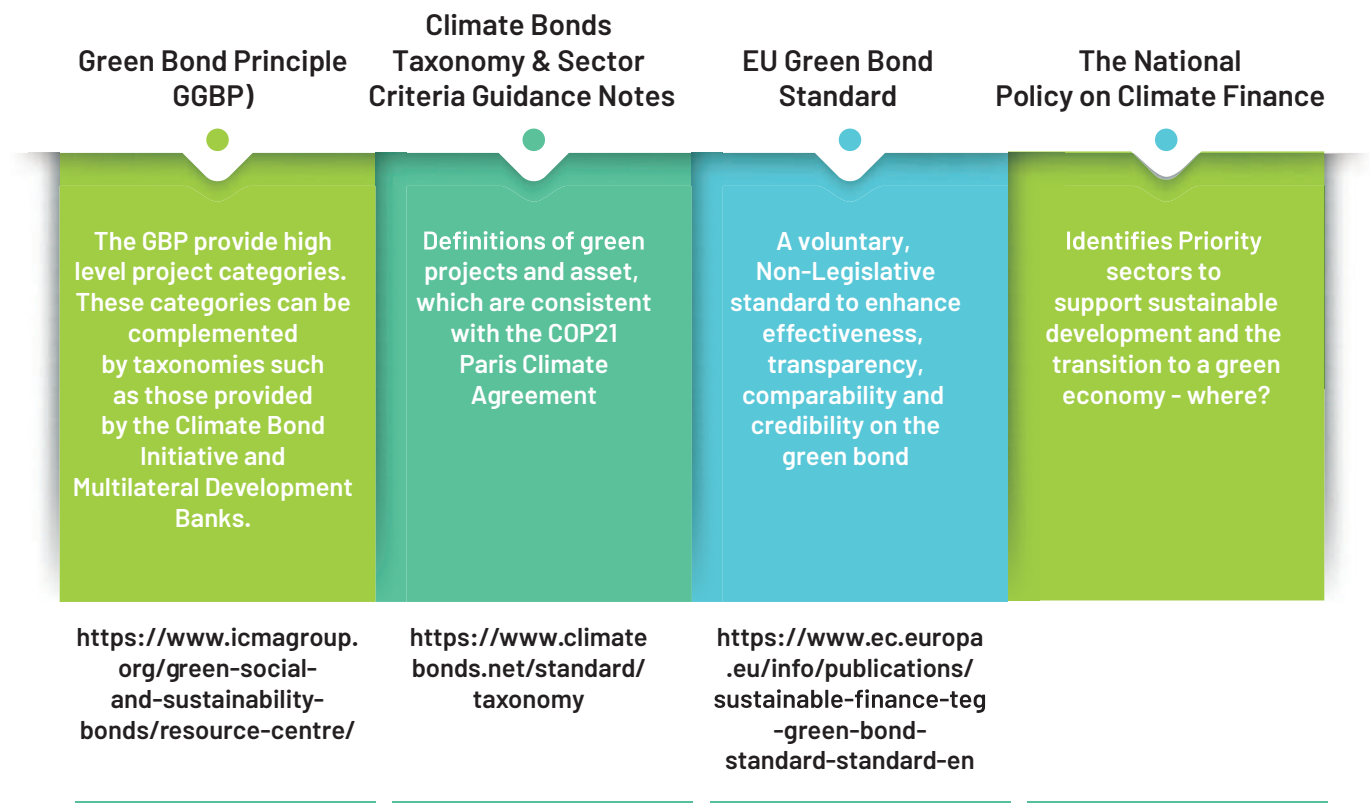 Green Bond Principle
GGBP)
Climate Bonds
Taxonomy & Sector
Criteria Guidance Notes
EU Green Bond
Standard
The National
Policy on Climate Finance
The GBP provide high
level project categories.
These categories can be
complemented
by taxonomies such
as those provided
by the Climate Bond
Initiative and
Multilateral Development
Banks.
Definitions of green
projects and asset,
which are consistent
with the COP21
Paris Climate
Agreement
A voluntary,
Non-Legislative
standard to enhance
effectiveness,
transparency,
comparability and
credibility on the
green bond
Identifies Priority
sectors to
support sustainable
development and the
transition to a green
economy - where?
https://www.icmagroup.
org/green-social-
and-sustainability-
bonds/resource-centre/
https://www.climate
bonds.net/standard/
taxonomy
https://www.ec.europa
.eu/info/publications/
sustainable-finance-teg
-green-bond-
standard-standard-en